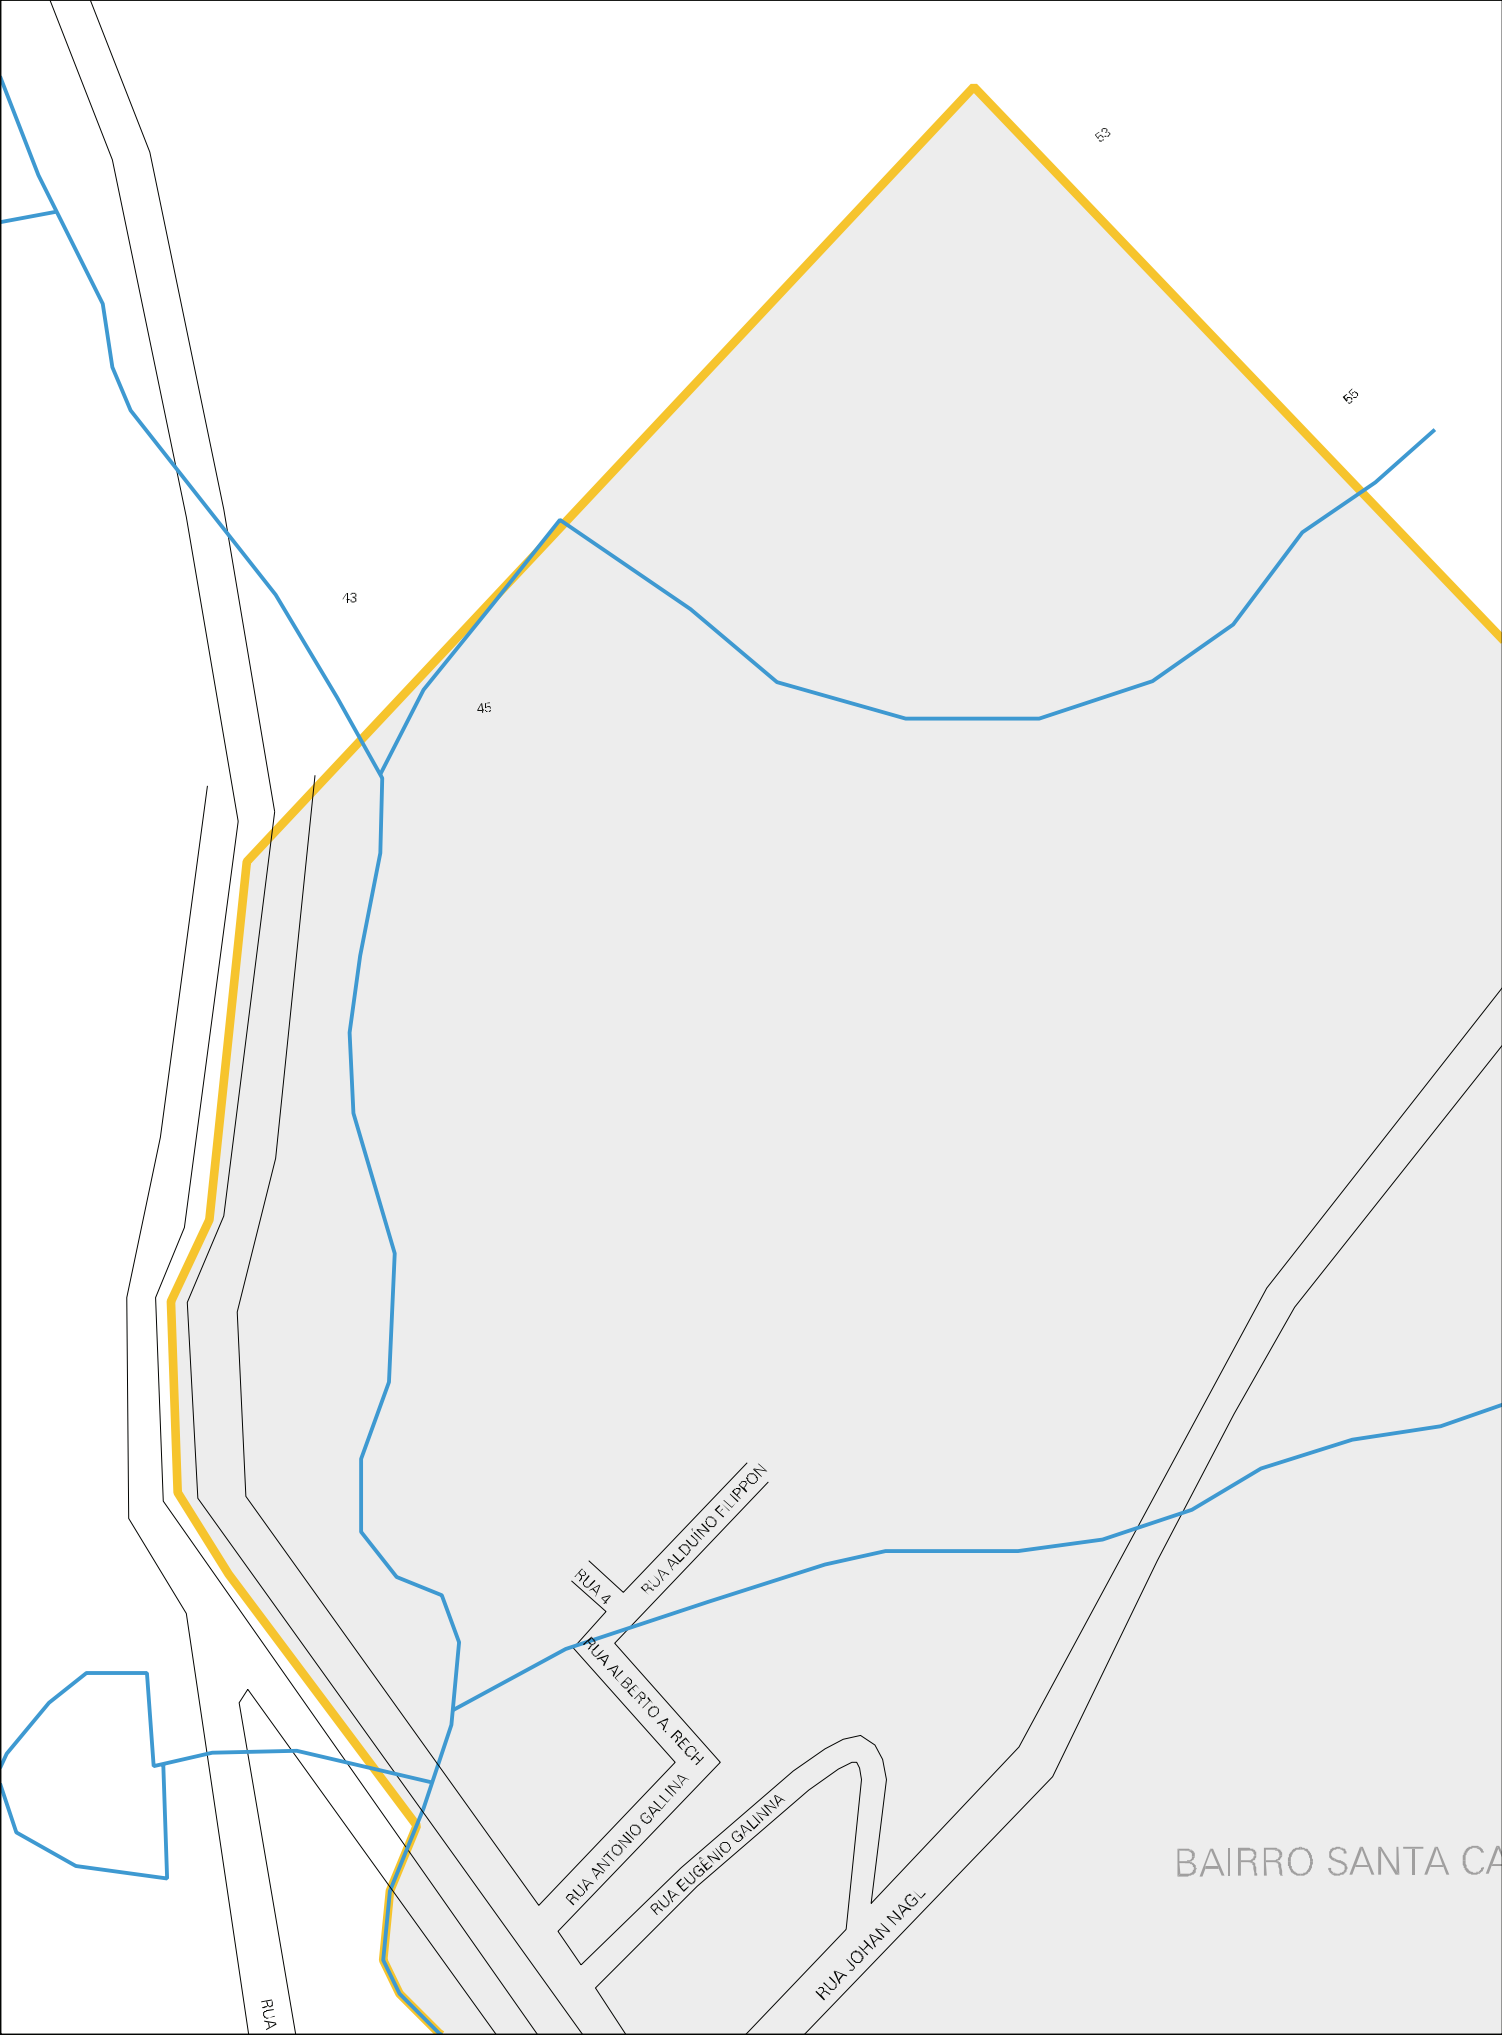 53
55
43
45
RUA ALDUÍNO FILIPPON
RUA 4
RUA ALBERTO A. RECH
RUA ANTONIO GALLINA
RUA EUGÊNIO GALINNA
BAIRRO SANTA CA
RUA JOHAN NAGL
RUA